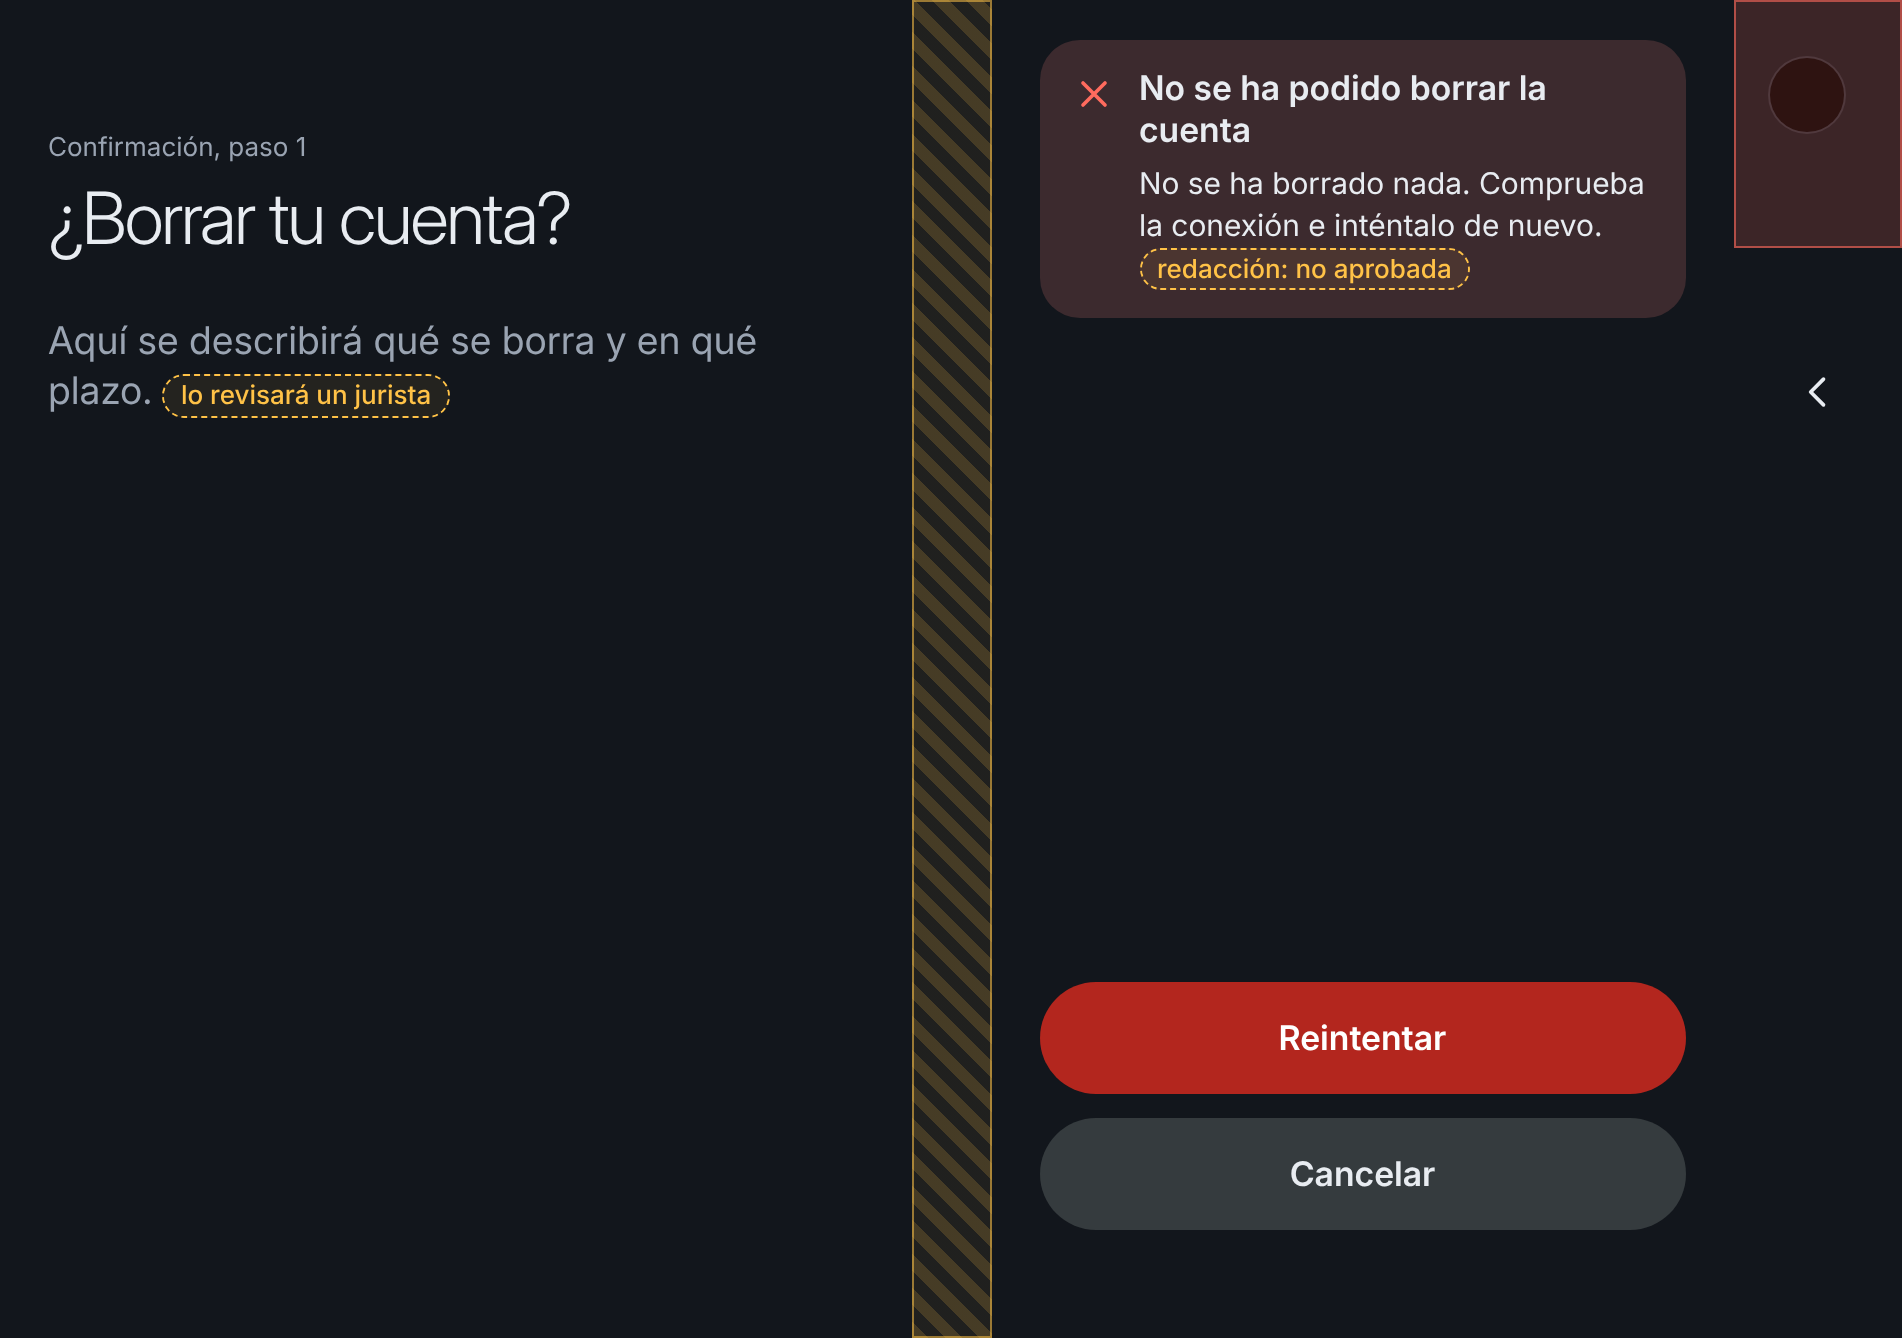 Confirmación, paso 1
¿Borrar tu cuenta?
Aquí se describirá qué se borra y en qué
plazo. lo revisará un jurista
No se ha podido borrar la
cuenta
No se ha borrado nada. Comprueba
la conexión e inténtalo de nuevo.
redacción: no aprobada
Reintentar
Cancelar